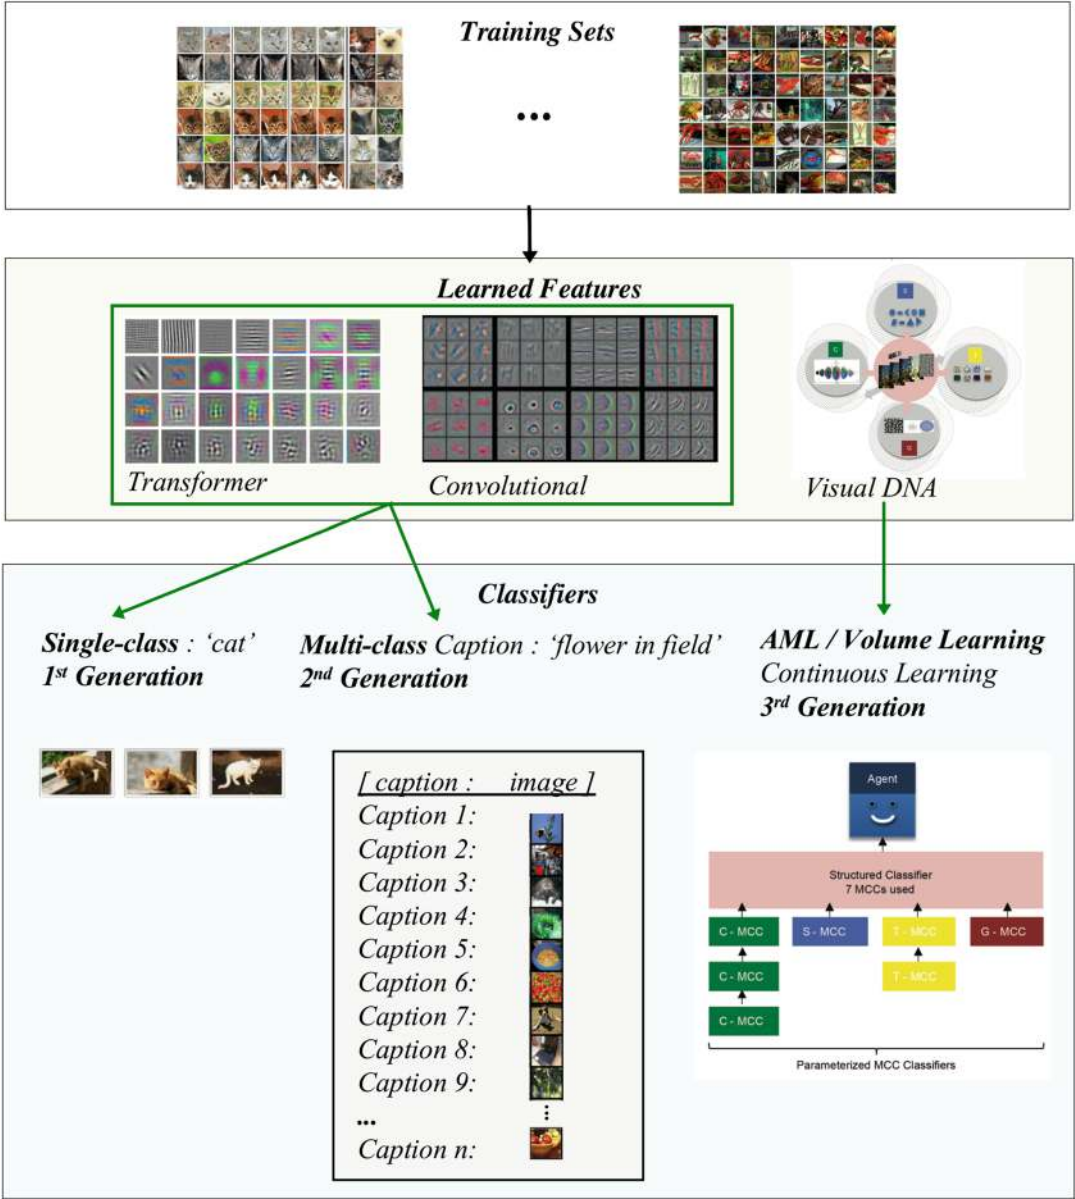 Training Sets
...
Learned Features
Transformer
Convolutional
Visual DNA
S
C
T
G
Classifiers
Single-class : ‘cat’
1st Generation
Multi-class Caption : ‘flower in field’
2nd Generation
AML / Volume Learning
Continuous Learning
3rd Generation
[ caption : image ]
Caption 1:
Caption 2:
Caption 3:
Caption 4:
Caption 5:
Caption 6:
Caption 7:
Caption 8:
Caption 9:
...
Caption n:
Agent
Structured Classifier
7 MCCs used
C - MCC S - MCC T - MCC G - MCC
C - MCC T - MCC
C - MCC
Parameterized MCC Classifiers